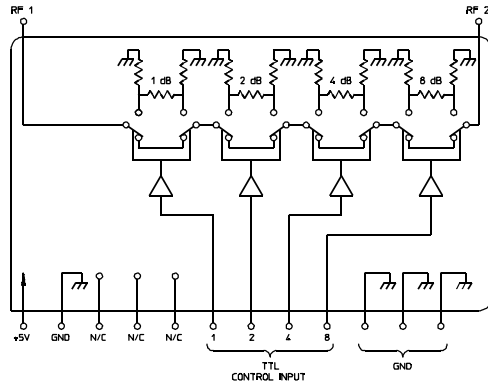 RF 1 RF 2
1 dB 2 dB 4 dB 8 dB
+5V GND N/C N/C N/C 1 2 4 8
TTL
CONTROL INPUT
GND